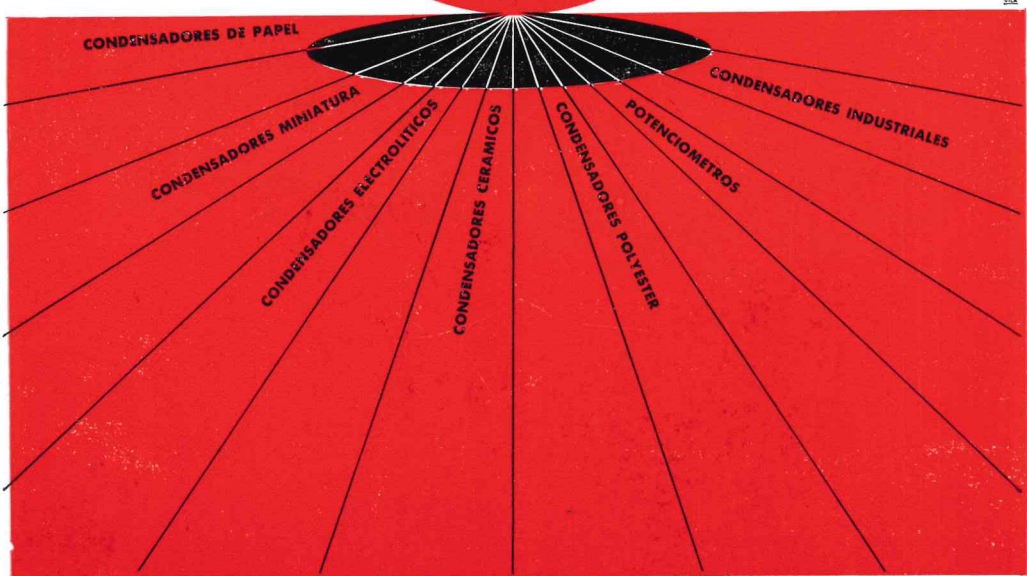 CONDENSADORES DE PAPEL
CONDENSADORES MINIATURA
CONDENSADORES ELECTROLITICOS
CONDENSADORES CERAMICOS
CONDENSADORES POLYESTER
POTENCIOMETROS
CONDENSADORES INDUSTRIALES